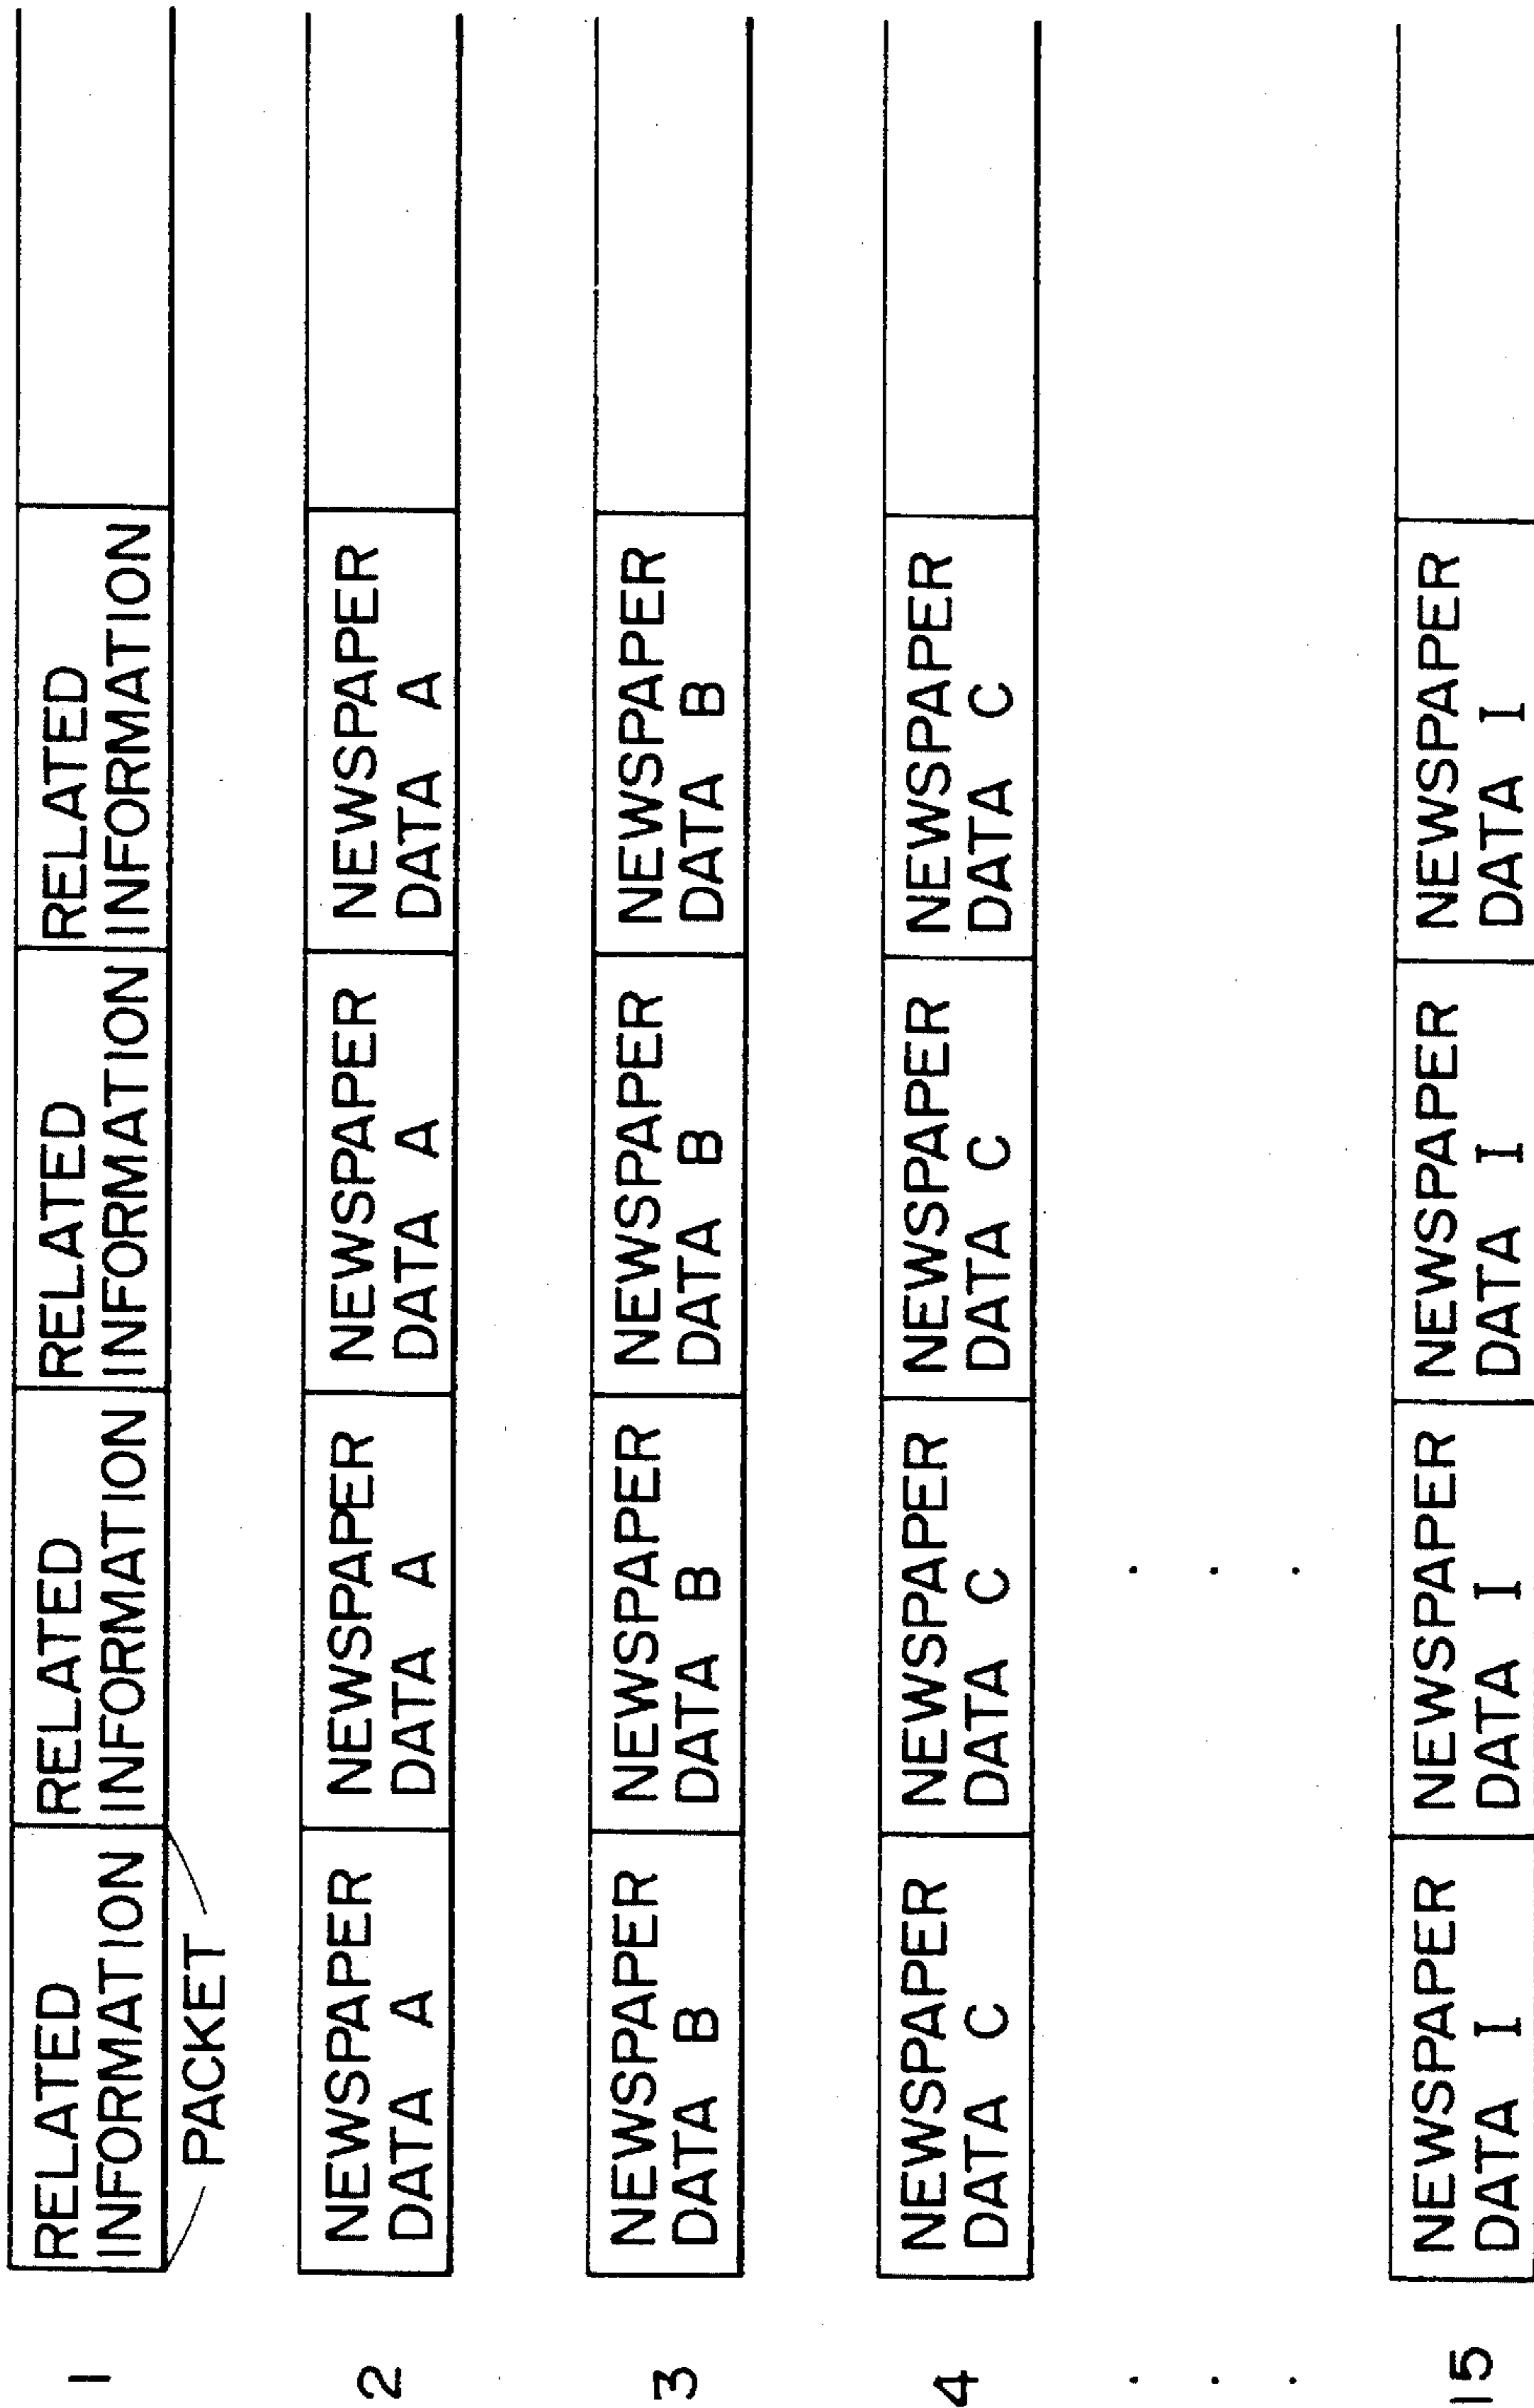 1
RELATED
INFORMATION
RELATED
INFORMATION
RELATED
INFORMATION
RELATED
INFORMATION
PACKET
2
NEWSPAPER
DATA A
NEWSPAPER
DATA A
NEWSPAPER
DATA A
NEWSPAPER
DATA A
3
NEWSPAPER
DATA B
NEWSPAPER
DATA B
NEWSPAPER
DATA B
NEWSPAPER
DATA B
4
NEWSPAPER
DATA C
NEWSPAPER
DATA C
NEWSPAPER
DATA C
NEWSPAPER
DATA C
15
NEWSPAPER
DATA I
NEWSPAPER
DATA I
NEWSPAPER
DATA I
NEWSPAPER
DATA I